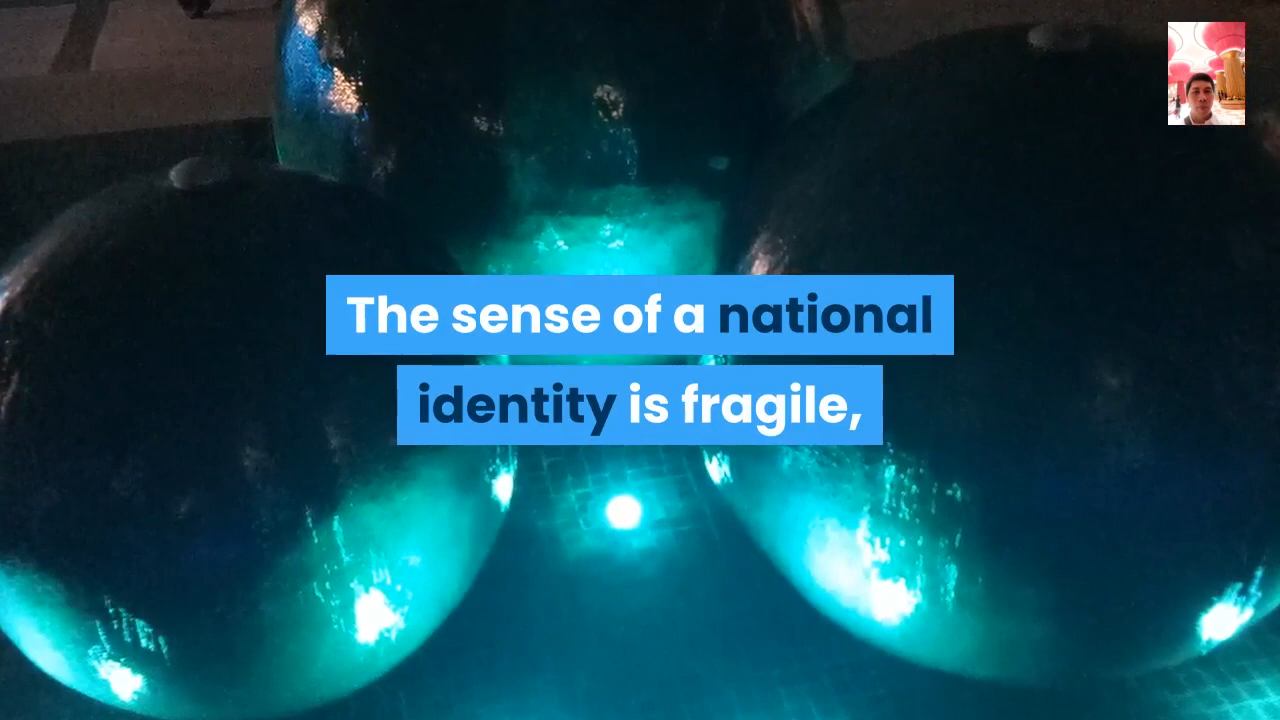 The sense of a national
identity is fragile,